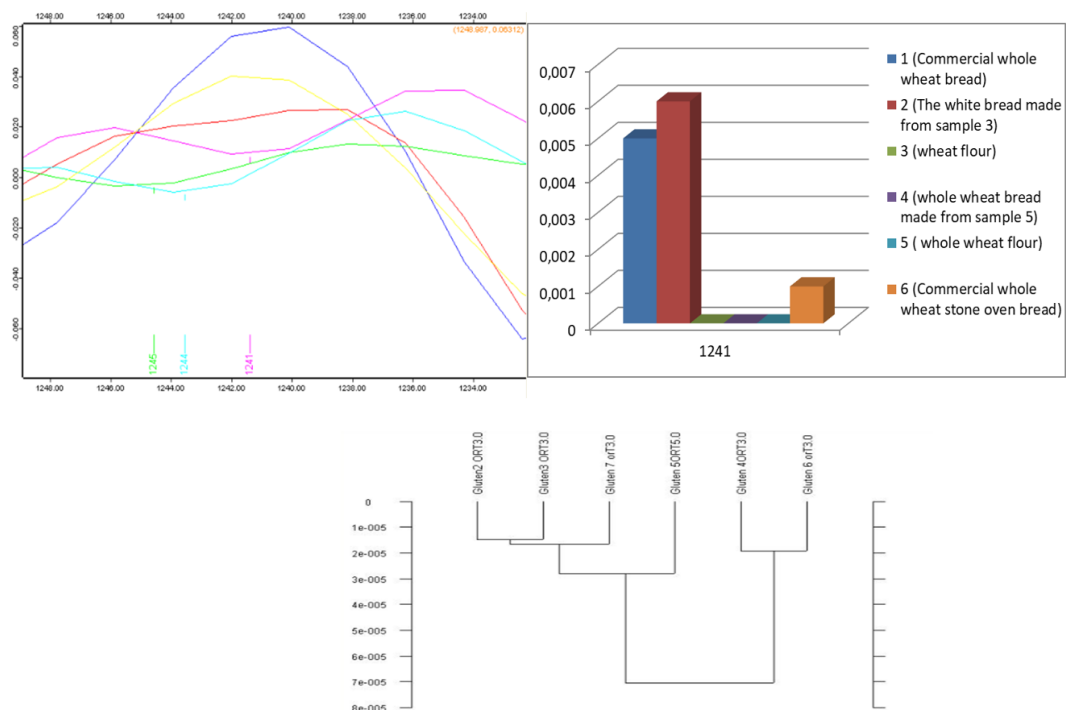 1248.00 1246.00 1244.00 1242.00 1240.00 1238.00 1236.00 1234.00
(1248.987, 0.06312)
0.060
0.040
0.020
0.000
-0.020
-0.040
-0.060
1245
1244
1241
1248.00 1246.00 1244.00 1242.00 1240.00 1238.00 1236.00 1234.00
0,007
0,006
0,005
0,004
0,003
0,002
0,001
0
1241
1 (Commercial whole
wheat bread)
2 (The white bread made
from sample 3)
3 (wheat flour)
4 (whole wheat bread
made from sample 5)
5 ( whole wheat flour)
6 (Commercial whole
wheat stone oven bread)
Gluten2 ORT3.0
Gluten3 ORT3.0
Gluten 7 orT3.0
Gluten 5ORT5.0
Gluten 4ORT3.0
Gluten 6 orT3.0
0
1e-005
2e-005
3e-005
4e-005
5e-005
6e-005
7e-005
8e-005